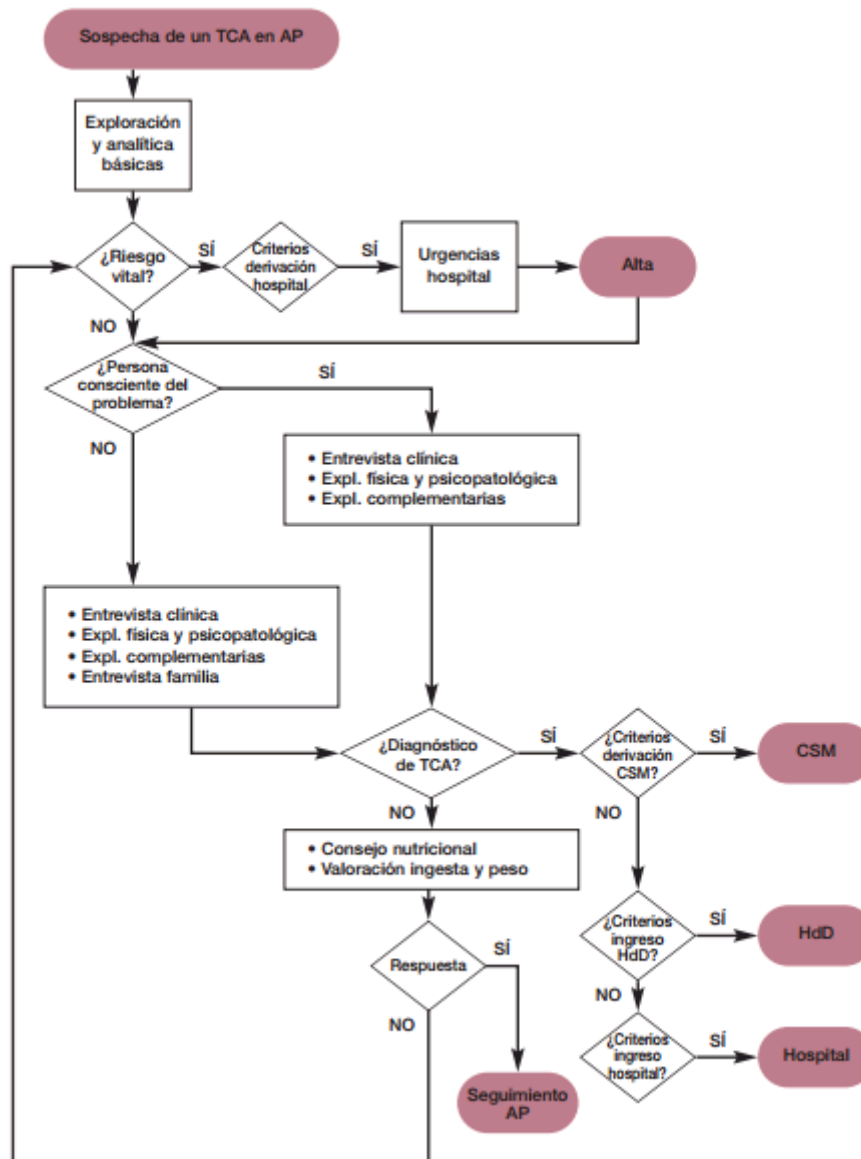 Sospecha de un TCA en AP
Exploración
y analítica
básicas
¿Riesgo
vital?
SÍ
Criterios
derivación
hospital
SÍ
Urgencias
hospital
Alta
NO
¿Persona
consciente del
problema?
SÍ
NO
• Entrevista clínica
• Expl. física y psicopatológica
• Expl. complementarias
• Entrevista clínica
• Expl. física y psicopatológica
• Expl. complementarias
• Entrevista familia
¿Diagnóstico
de TCA?
SÍ
¿Criterios
derivación
CSM?
SÍ
CSM
NO
NO
• Consejo nutricional
• Valoración ingesta y peso
¿Criterios
ingreso
HdD?
SÍ
HdD
Respuesta
SÍ
NO
NO
¿Criterios
ingreso
hospital?
SÍ
Hospital
Seguimiento
AP